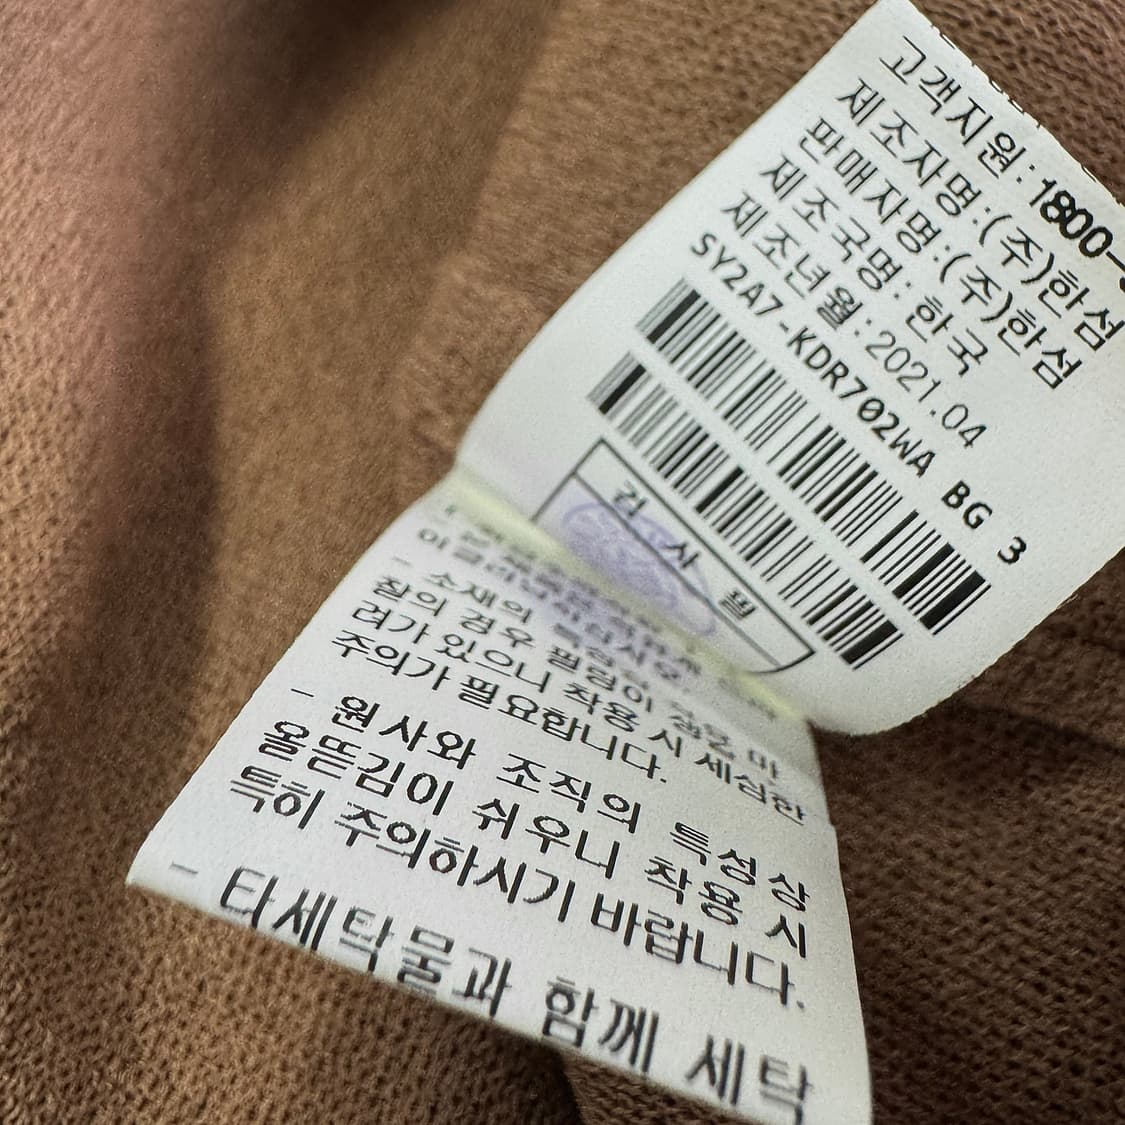 고객지원:1800-
제조자명:(주)한섬
판매자명:(주)한섬
제조국명:한국
제조년월:2021.04
SY2A7-KDR702WA BG 3
검사필
- 소재의 특성상
우 필링이
려가 있으니 착용 시 세심한
주의가 필요합니다.
- 원사와 조직의 특성상
올뜯김이 쉬우니 착용 시
특히 주의하시기 바랍니다.
- 타세탁물과 함께 세탁